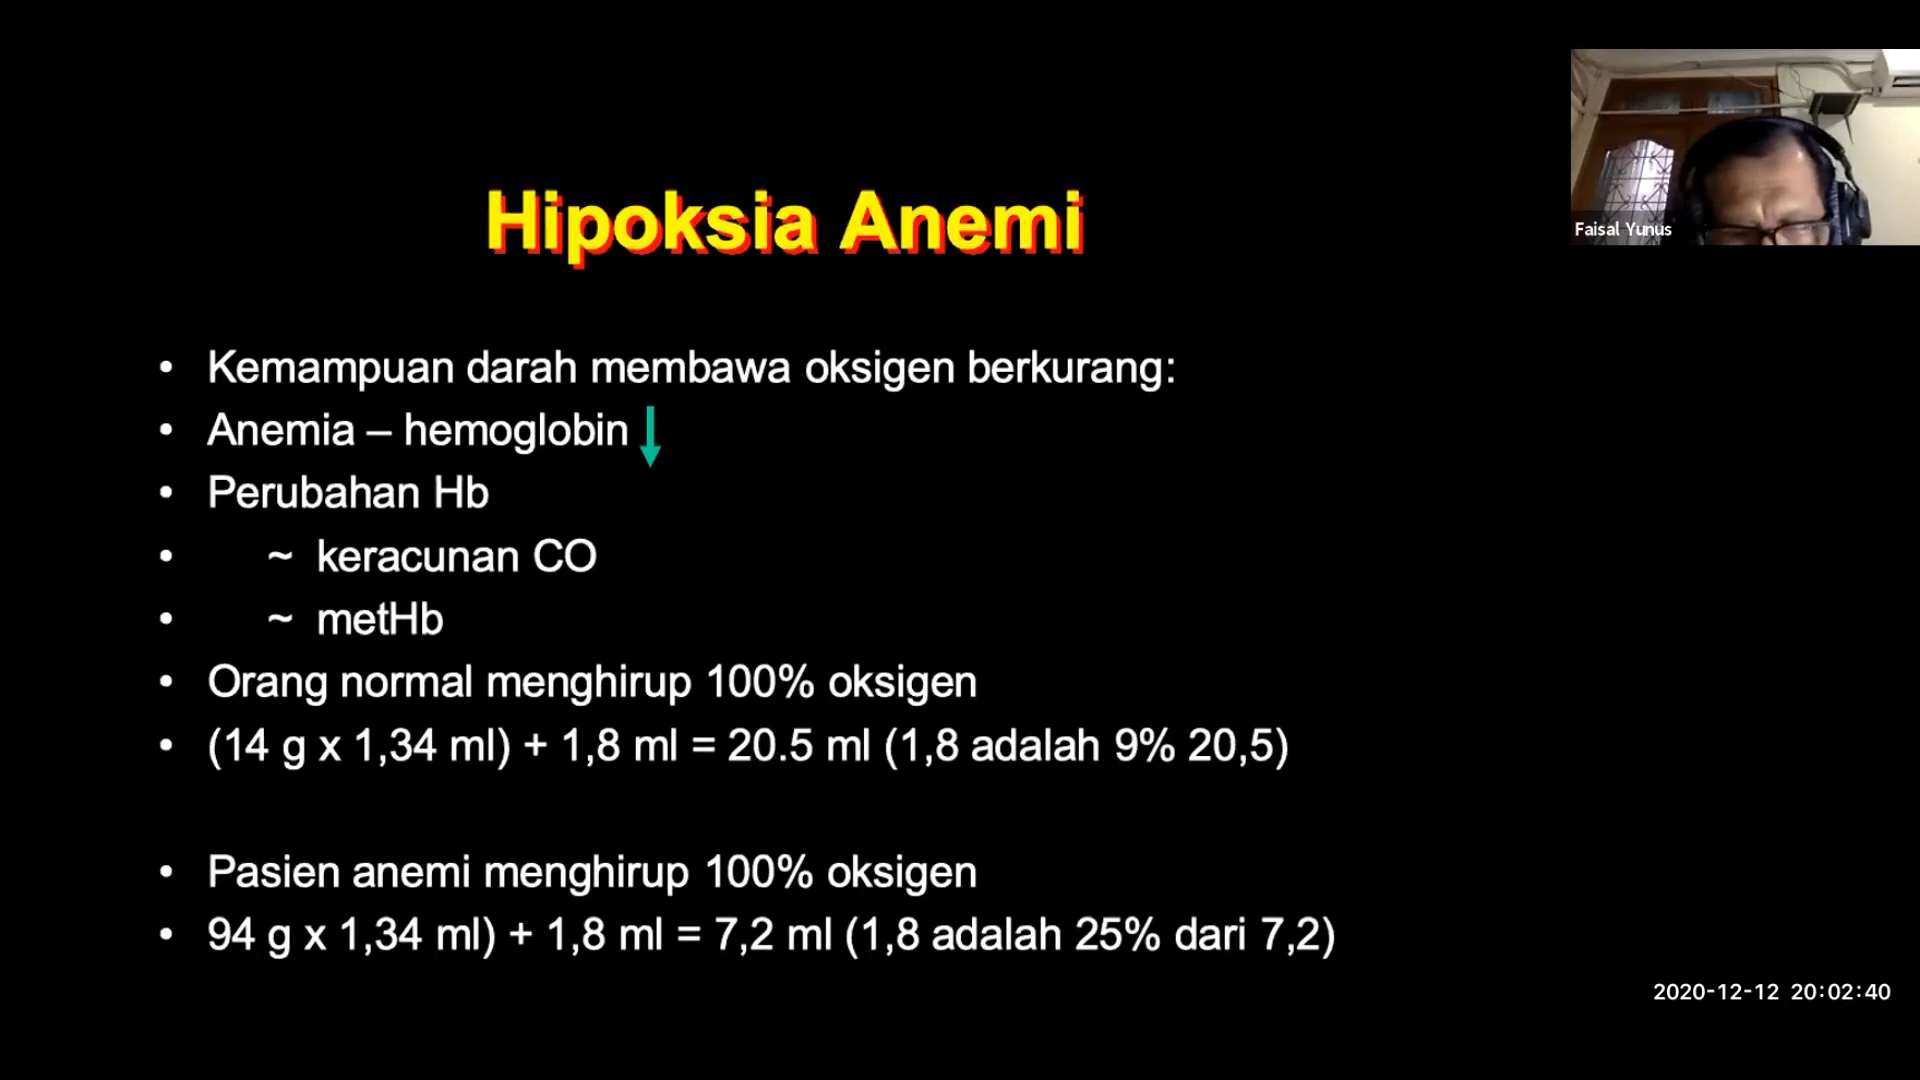 Faisal Yunus
Hipoksia Anemi
• Kemampuan darah membawa oksigen berkurang:
• Anemia – hemoglobin
• Perubahan Hb
• ~ keracunan CO
• ~ metHb
• Orang normal menghirup 100% oksigen
• (14 g x 1,34 ml) + 1,8 ml = 20.5 ml (1,8 adalah 9% 20,5)
• Pasien anemi menghirup 100% oksigen
• 94 g x 1,34 ml) + 1,8 ml = 7,2 ml (1,8 adalah 25% dari 7,2)
2020-12-12 20:02:40